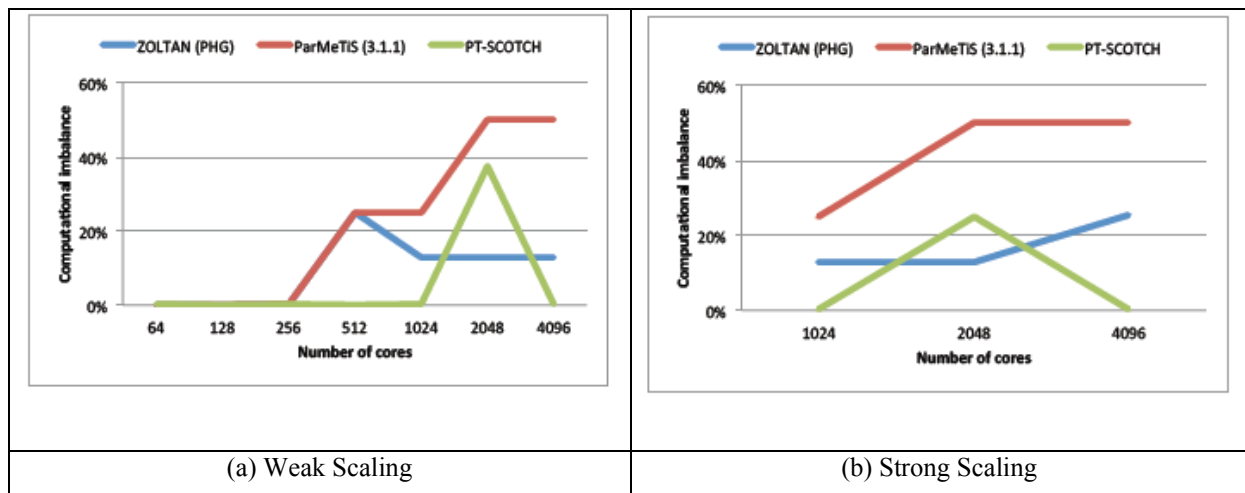 ZOLTAN (PHG) ParMeTiS (3.1.1) PT-SCOTCH
60%
40%
20%
0%
Computational imbalance
64 128 256 512 1024 2048 4096
Number of cores
(a) Weak Scaling
ZOLTAN (PHG) ParMeTiS (3.1.1) PT-SCOTCH
60%
40%
20%
0%
Computational imbalance
1024 2048 4096
Number of cores
(b) Strong Scaling